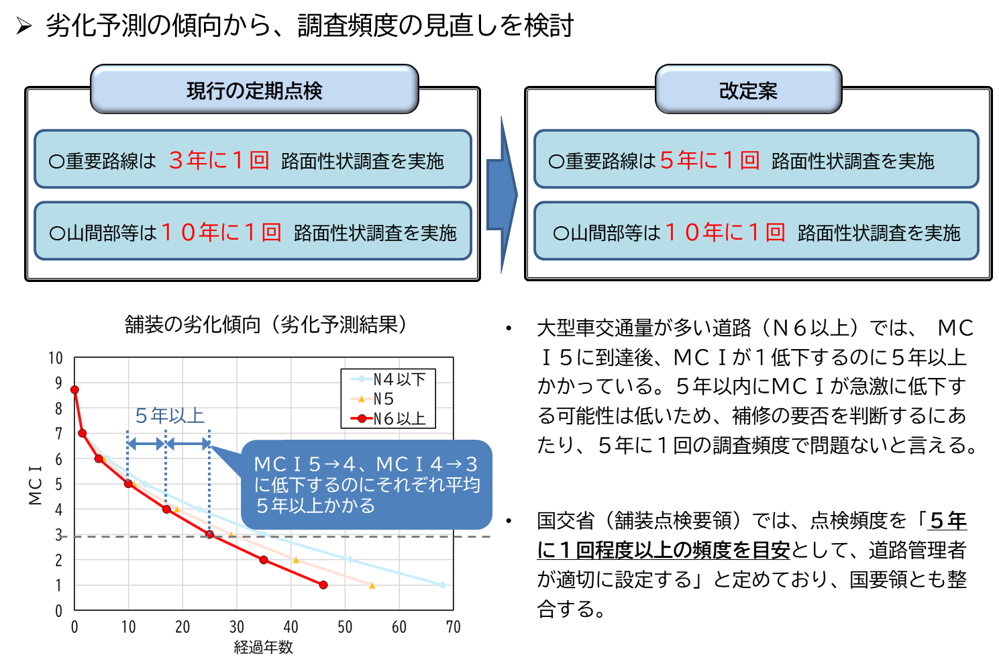 ➢ 劣化予測の傾向から、調査頻度の見直しを検討
現行の定期点検
〇重要路線は ３年に１回 路面性状調査を実施
〇山間部等は１０年に１回 路面性状調査を実施
改定案
〇重要路線は５年に１回 路面性状調査を実施
〇山間部等は１０年に１回 路面性状調査を実施
舗装の劣化傾向（劣化予測結果）
ＭＣＩ
10
9
8
7
6
5
4
3
2
1
0
0 10 20 30 40 50 60 70
経過年数
N４以下
N５
N６以上
５年以上
ＭＣＩ５→４、ＭＣＩ４→３
に低下するのにそれぞれ平均
５年以上かかる
• 大型車交通量が多い道路（Ｎ６以上）では、 ＭＣ
Ｉ５に到達後、ＭＣＩが１低下するのに５年以上
かかっている。５年以内にＭＣＩが急激に低下す
る可能性は低いため、補修の要否を判断するにあ
たり、５年に１回の調査頻度で問題ないと言える。
• 国交省（舗装点検要領）では、点検頻度を「５年
に１回程度以上の頻度を目安として、道路管理者
が適切に設定する」と定めており、国要領とも整
合する。